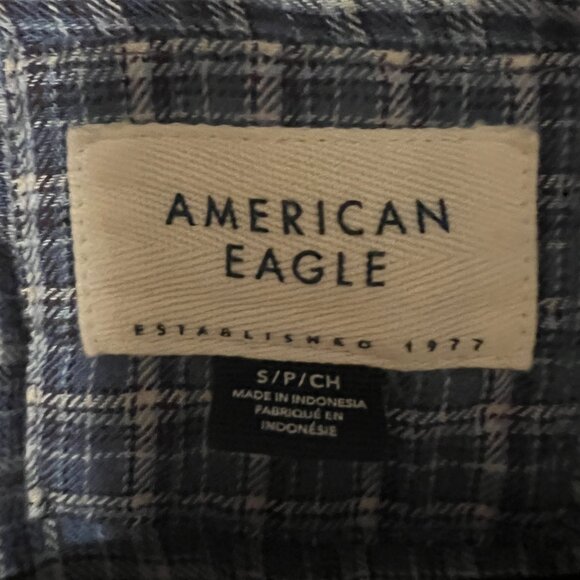 AMERICAN
EAGLE
ESTABLISHED 1977
S/P/CH
MADE IN INDONESIA
FABRIQUÉ EN
INDONÉSIE